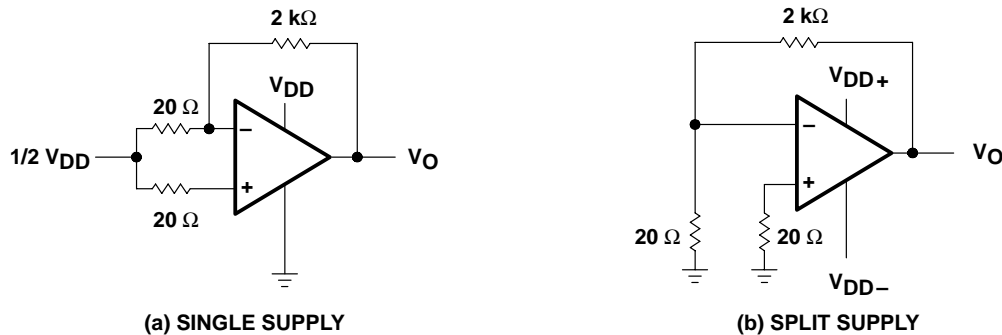 2 kΩ
VDD
20 Ω
−
1/2 VDD
VO
+
20 Ω
(a) SINGLE SUPPLY
2 kΩ
VDD+
−
VO
+
20 Ω
20 Ω
VDD−
(b) SPLIT SUPPLY